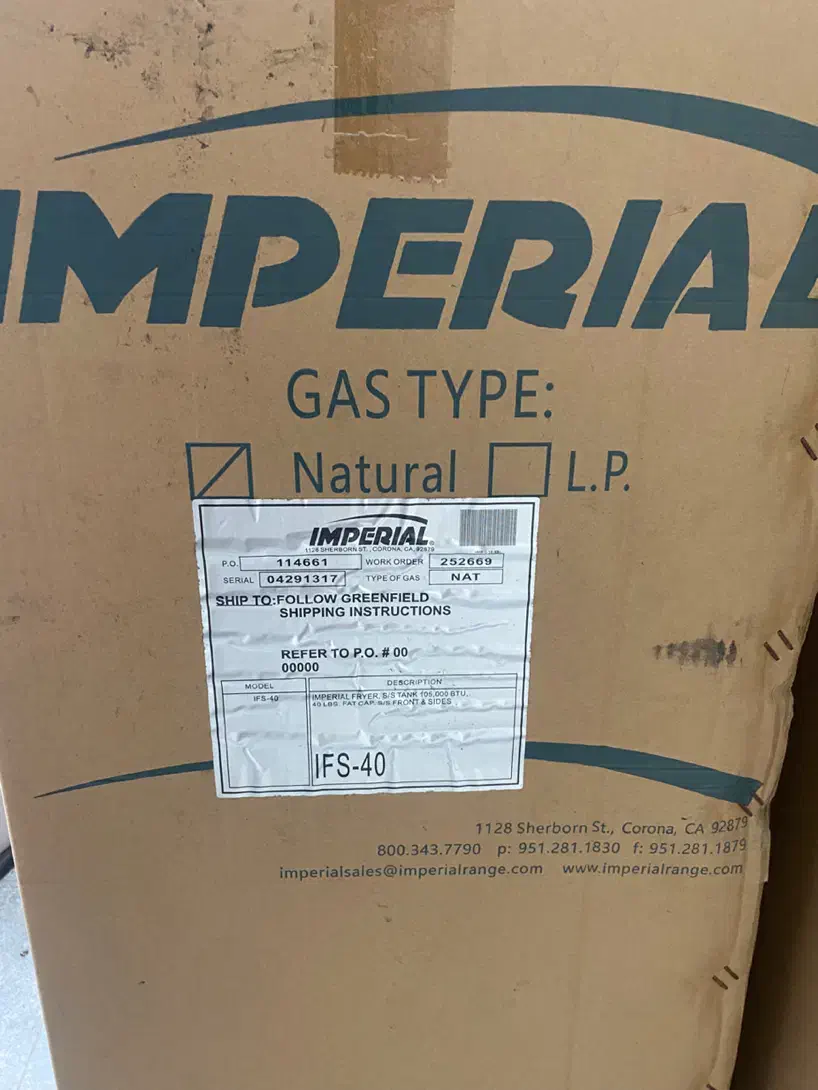 IMPERIAL
GAS TYPE:
Natural L.P.
IMPERIAL
1128 SHERBORN ST., CORONA, CA, 92879
P.O. 114661 WORK ORDER 252669
SERIAL 04291317 TYPE OF GAS NAT
SHIP TO:FOLLOW GREENFIELD
SHIPPING INSTRUCTIONS
REFER TO P.O. # 00
00000
MODEL DESCRIPTION
IFS-40 IMPERIAL FRYER, S/S TANK 105,000 BTU,
40 LBS. FAT CAP. S/S FRONT & SIDES
IFS-40
1128 Sherborn St., Corona, CA 92879
800.343.7790 p: 951.281.1830 f: 951.281.1879
imperialsales@imperialrange.com www.imperialrange.com